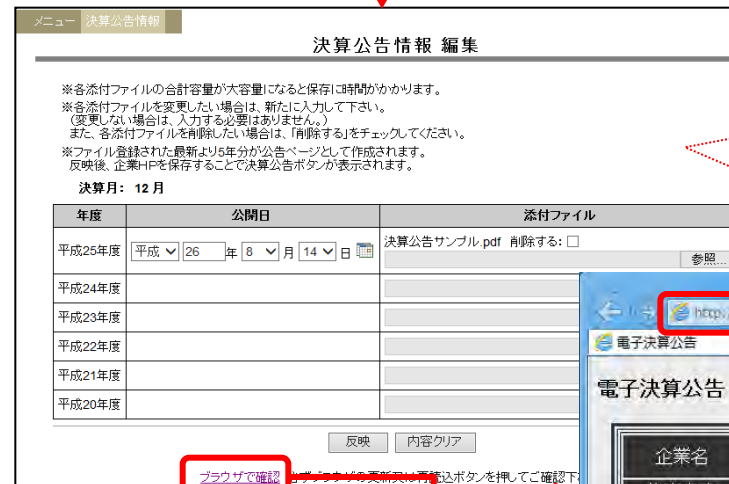 メニュー 決算公告情報
決算公告情報 編集
※各添付ファイルの合計容量が大容量になると保存に時間がかかります。
※各添付ファイルを変更したい場合は、新たに入力して下さい。
(変更しない場合は、入力する必要はありません。)
また、各添付ファイルを削除したい場合は、「削除する」をチェックしてください。
※ファイル登録された最新より5年分が公告ページとして作成されます。
反映後、企業HPを保存することで決算公告ボタンが表示されます。
決算月: 12 月
年度 公開日 添付ファイル
平成25年度 平成 26 年 8 月 14 日 決算公告サンプル.pdf 削除する:
参照...
平成24年度
平成23年度
平成22年度
平成21年度
平成20年度
http:
電子決算公告
電子決算公告
企業名
反映 内容クリア
ブラウザで確認 ボタンを押してご確認下